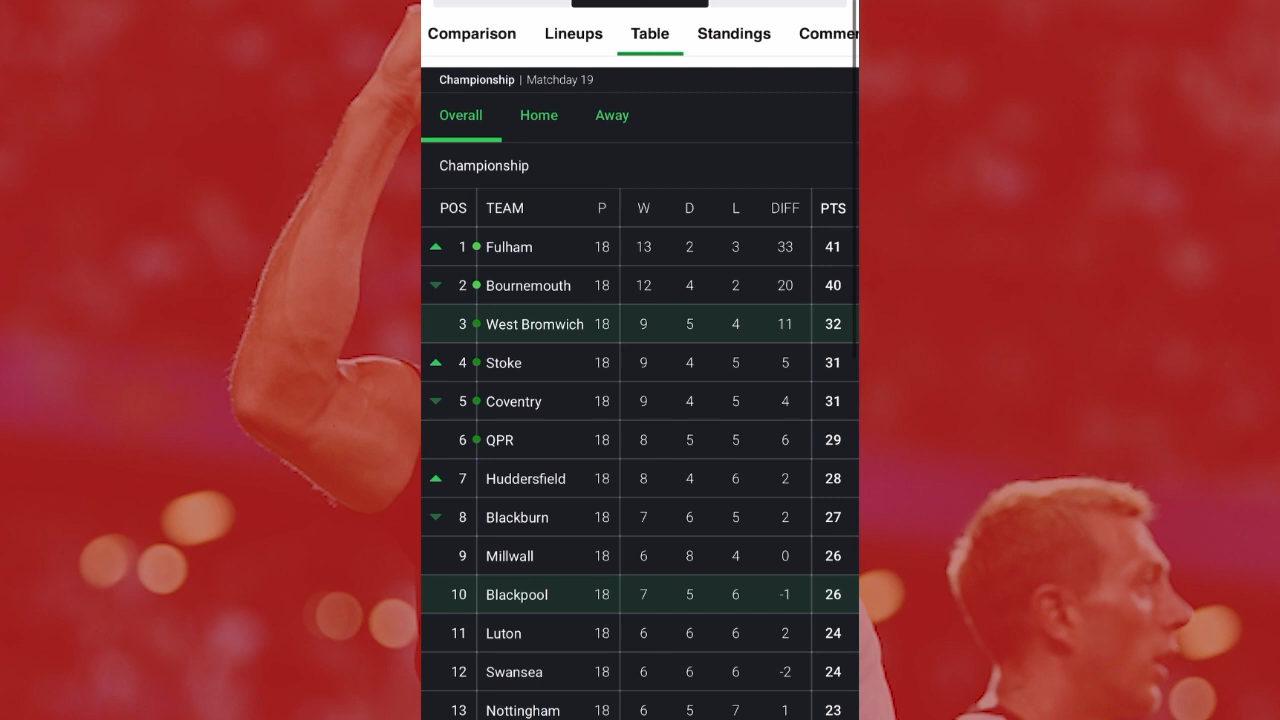 Comparison Lineups Table Standings Commen
Championship | Matchday 19
Overall Home Away
Championship
POS TEAM P W D L DIFF PTS
1 Fulham 18 13 2 3 33 41
2 Bournemouth 18 12 4 2 20 40
3 West Bromwich 18 9 5 4 11 32
4 Stoke 18 9 4 5 5 31
5 Coventry 18 9 4 5 4 31
6 QPR 18 8 5 5 6 29
7 Huddersfield 18 8 4 6 2 28
8 Blackburn 18 7 6 5 2 27
9 Millwall 18 6 8 4 0 26
10 Blackpool 18 7 5 6 -1 26
11 Luton 18 6 6 6 2 24
12 Swansea 18 6 6 6 -2 24
13 Nottingham 18 6 5 7 1 23